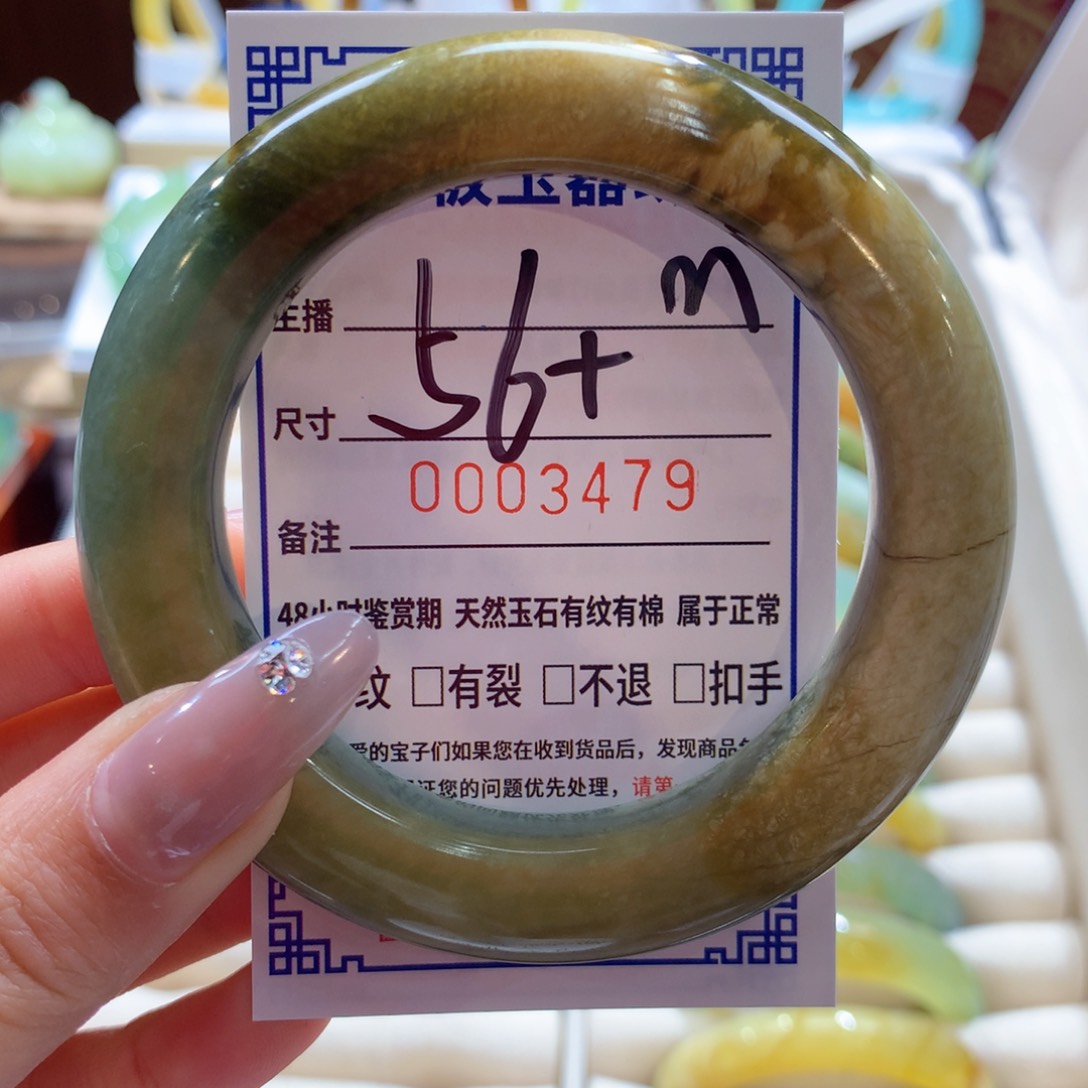 玉器
m
主播
56+
尺寸
0003479
备注
48小时鉴赏期 天然玉石有纹有棉 属于正常
纹 □有裂 □不退 □扣手
爱的宝子们如果您在收到货品后，发现商品
证您的问题优先处理，请第